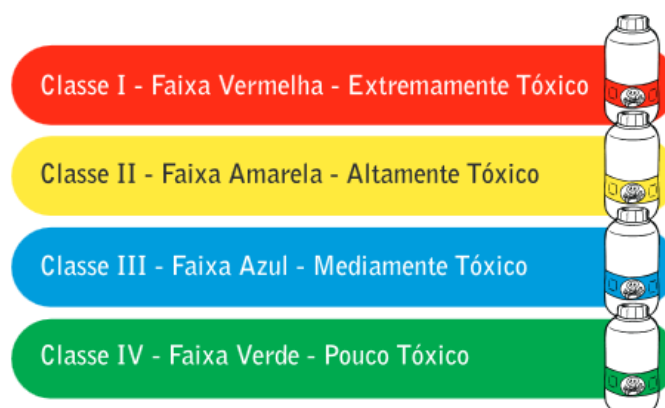 Classe I - Faixa Vermelha - Extremamente Tóxico
Classe II - Faixa Amarela - Altamente Tóxico
Classe III - Faixa Azul - Mediamente Tóxico
Classe IV - Faixa Verde - Pouco Tóxico